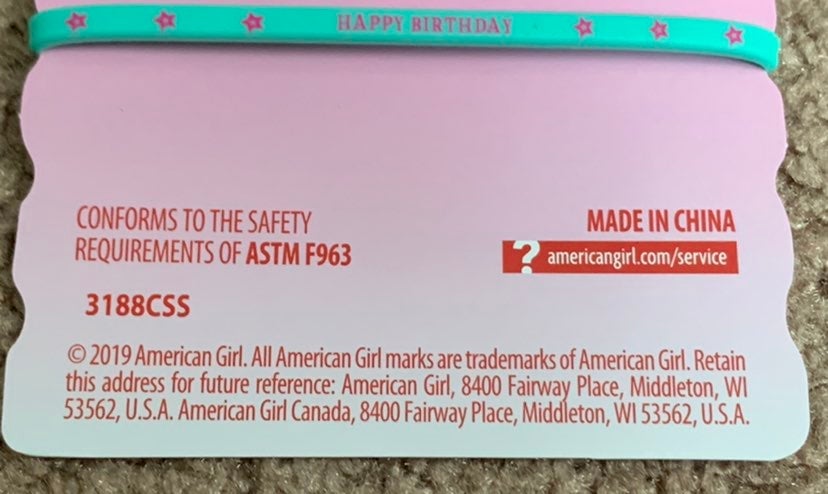 HAPPY BIRTHDAY
CONFORMS TO THE SAFETY
REQUIREMENTS OF ASTM F963
MADE IN CHINA
? americangirl.com/service
3188CSS
© 2019 American Girl. All American Girl marks are trademarks of American Girl. Retain
this address for future reference: American Girl, 8400 Fairway Place, Middleton, WI
53562, U.S.A. American Girl Canada, 8400 Fairway Place, Middleton, WI 53562, U.S.A.